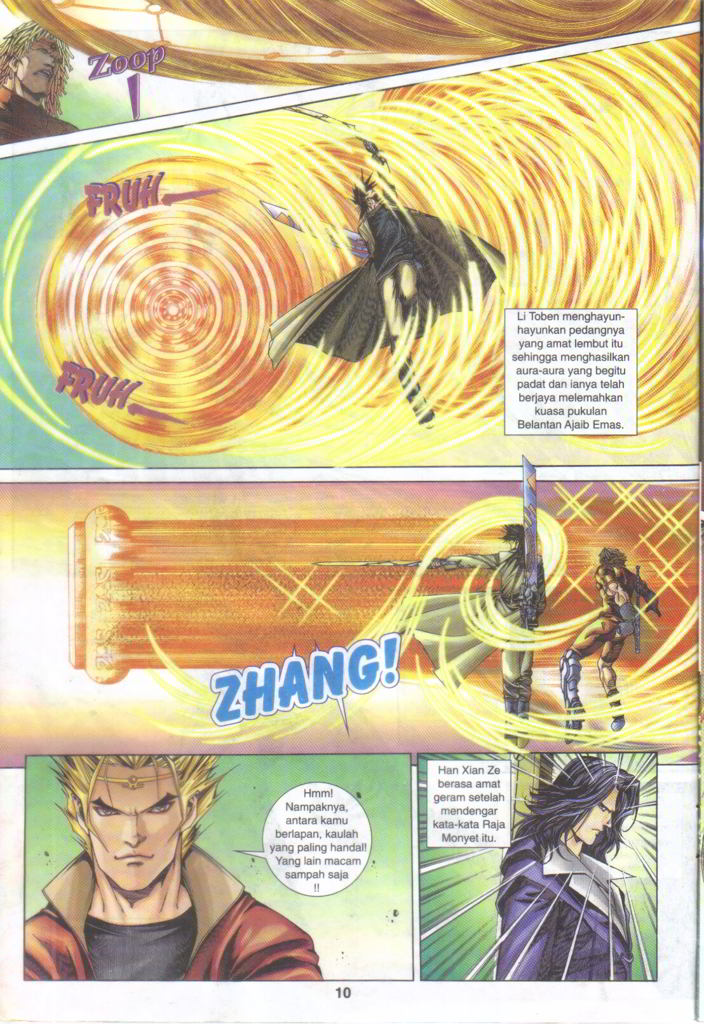 Zoop
FRUH
FRUH
Li Toben menghayun-
hayunkan pedangnya
yang amat lembut itu
sehingga menghasilkan
aura-aura yang begitu
padat dan ianya telah
berjaya melemahkan
kuasa pukulan
Belantan Ajaib Emas.
ZHANG!
Hmm!
Nampaknya,
antara kamu
berlapan, kaulah
yang paling handal!
Yang lain macam
sampah saja
!!
Han Xian Ze
berasa amat
geram setelah
mendengar
kata-kata Raja
Monyet itu.
10